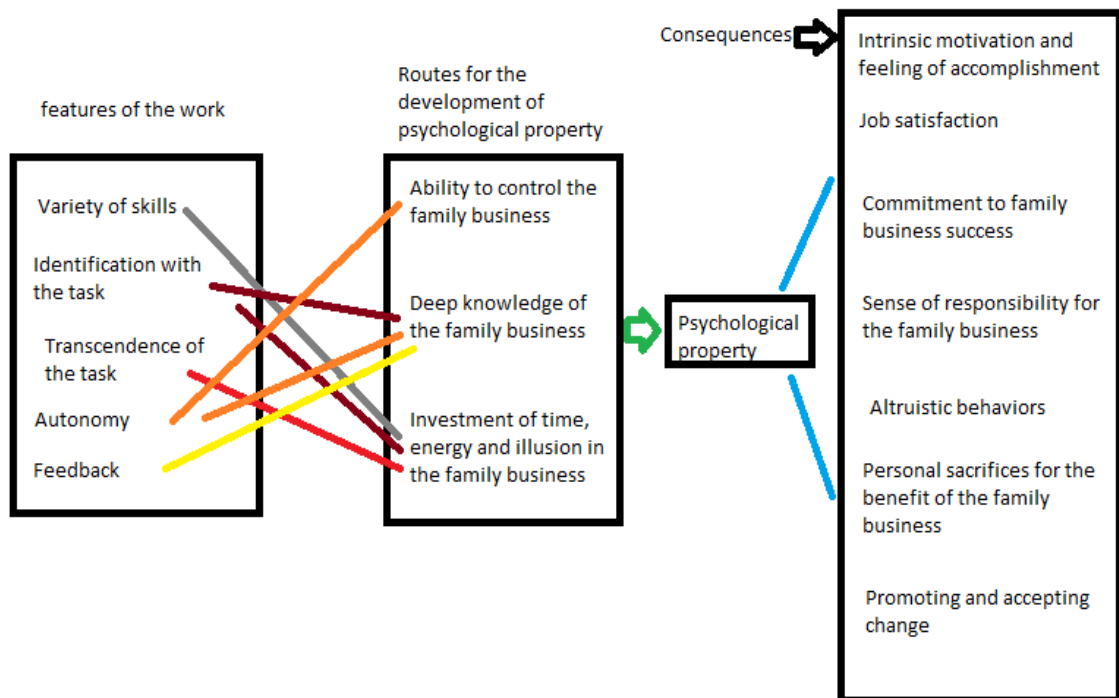 features of the work
Variety of skills
Identification with
the task
Transcendence of
the task
Autonomy
Feedback
Routes for the
development of
psychological property
Ability to control the
family business
Deep knowledge of
the family business
Investment of time,
energy and illusion in
the family business
Psychological
property
Consequences
Intrinsic motivation and
feeling of accomplishment
Job satisfaction
Commitment to family
business success
Sense of responsibility for
the family business
Altruistic behaviors
Personal sacrifices for the
benefit of the family
business
Promoting and accepting
change